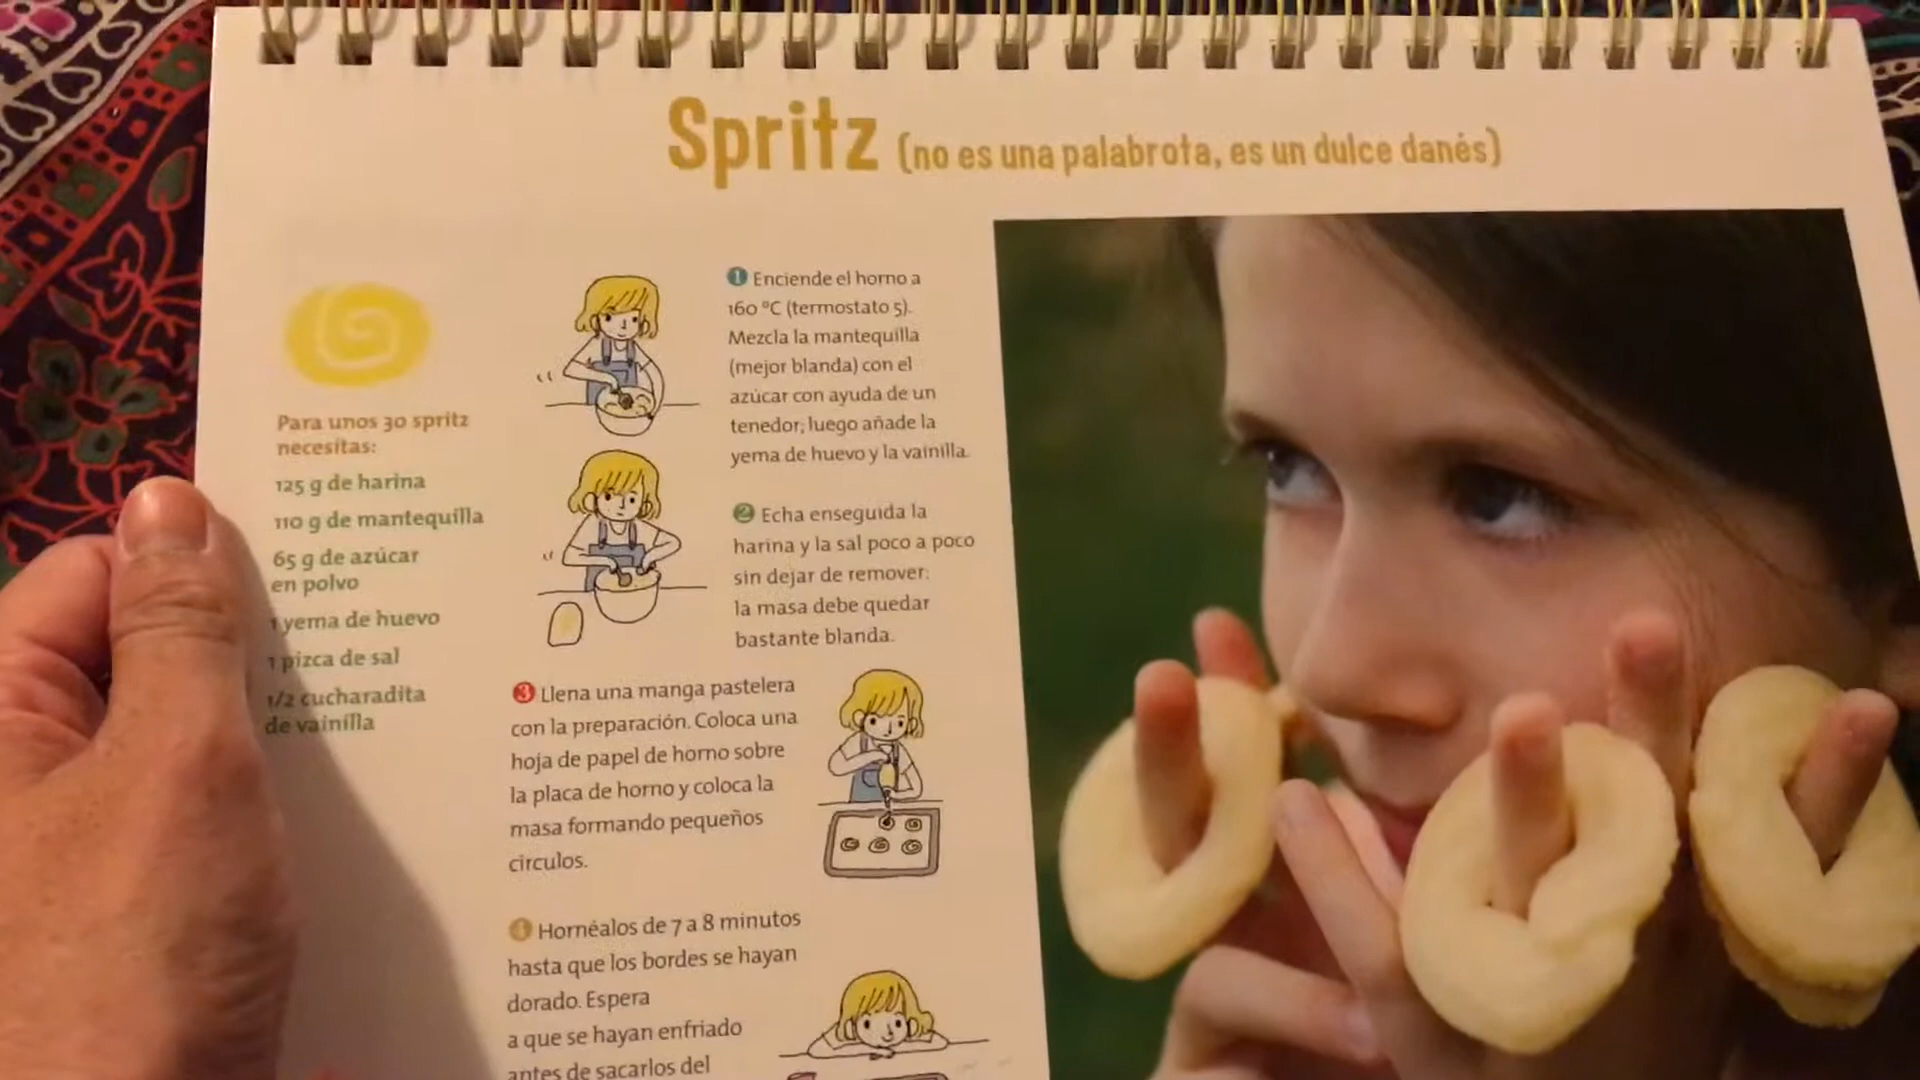 Spritz (no es una palabrota, es un dulce danés)
Para unos 30 spritz
necesitas:
125 g de harina
110 g de mantequilla
65 g de azúcar
en polvo
1 yema de huevo
1 pizca de sal
1/2 cucharadita
de vainilla
1 Enciende el horno a
160 ºC (termostato 5).
Mezcla la mantequilla
(mejor blanda) con el
azúcar con ayuda de un
tenedor; luego añade la
yema de huevo y la vainilla.
2 Echa enseguida la
harina y la sal poco a poco
sin dejar de remover:
la masa debe quedar
bastante blanda.
3 Llena una manga pastelera
con la preparación. Coloca una
hoja de papel de horno sobre
la placa de horno y coloca la
masa formando pequeños
círculos.
4 Hornéalos de 7 a 8 minutos
hasta que los bordes se hayan
dorado. Espera
a que se hayan enfriado
antes de sacarlos del